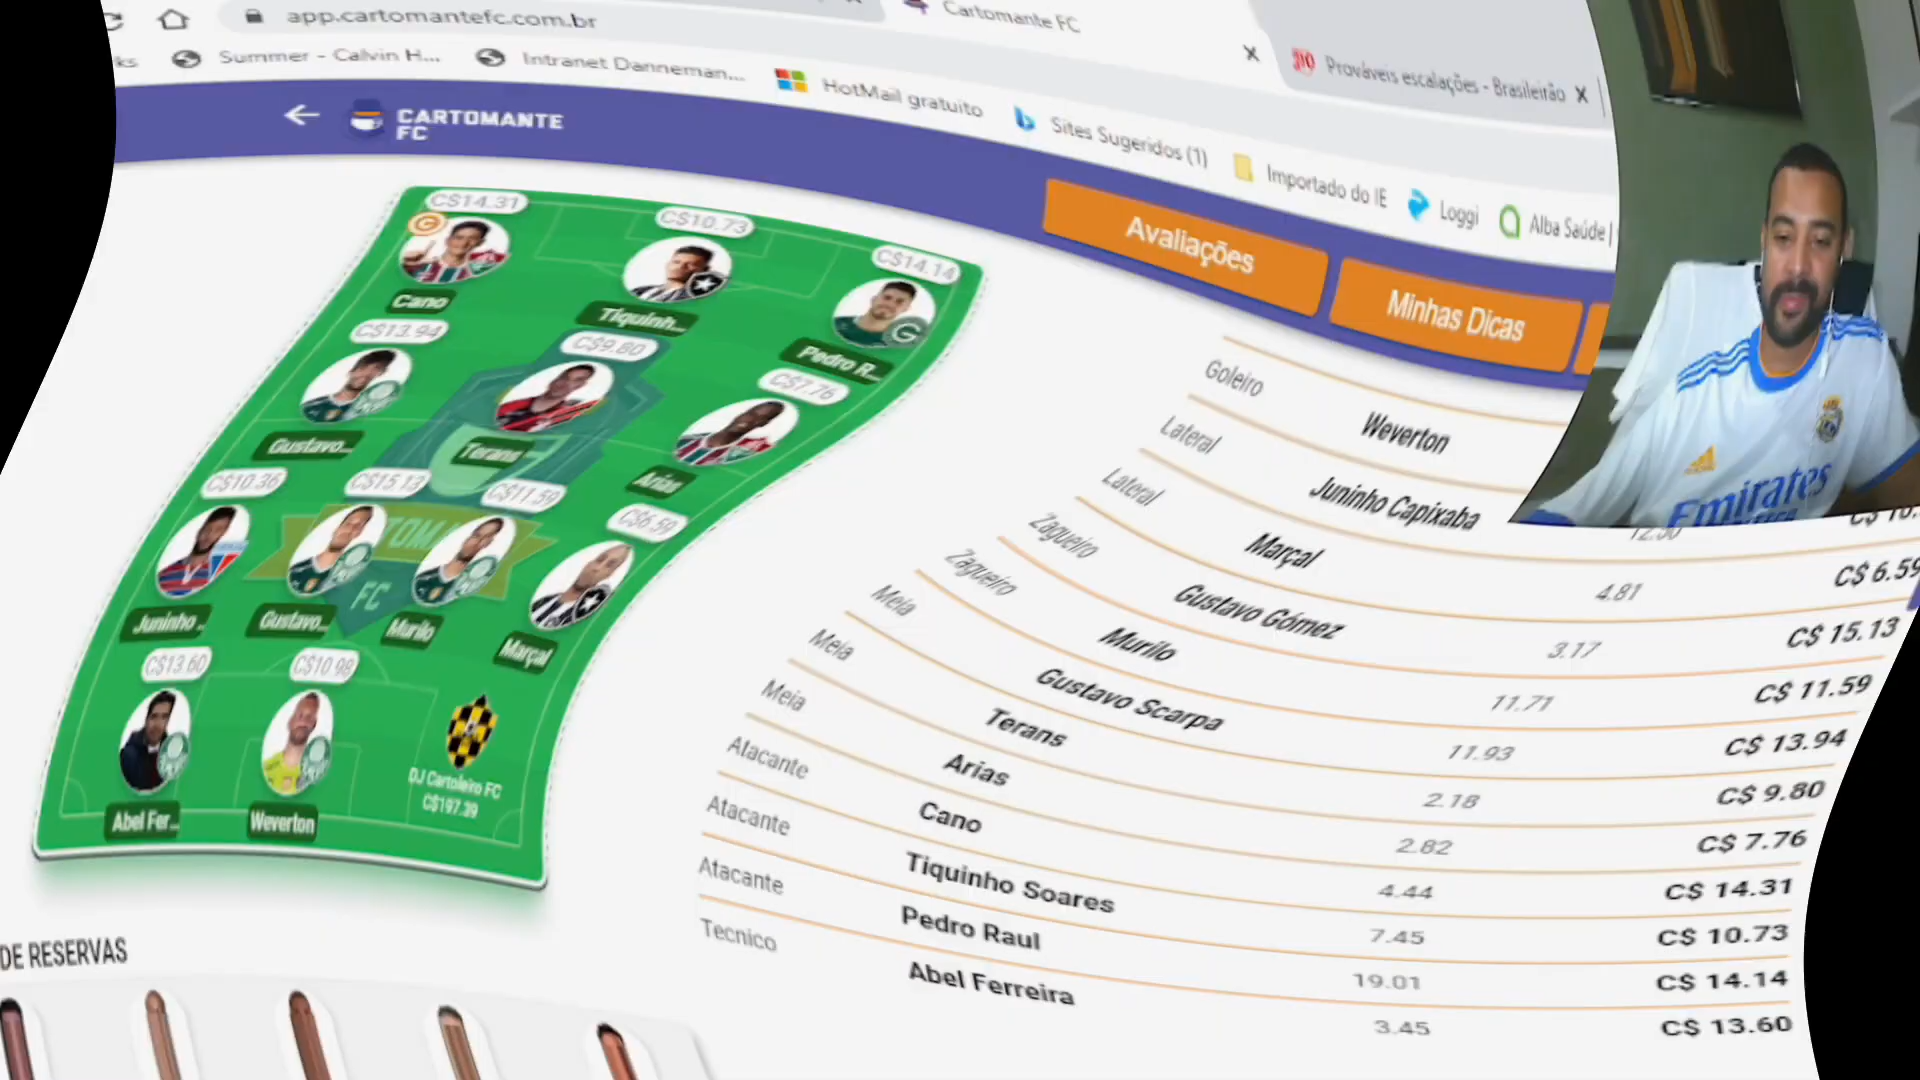 app.cartomantefc.com.br
Cartomante FC
Prováveis escalações - Brasileirão
ks
Summer - Calvin H...
Intranet Danneman...
HotMail gratuito
Sites Sugeridos (1)
Importado do IE
Loggi
Alba Saúde |
CARTOMANTE
FC
Avaliações
Minhas Dicas
C$14.31
C$10.73
C$14.14
Cano
Tiquinh...
Pedro R...
C$13.94
C$9.80
C$7.76
Gustavo...
Terans
Arias
C$10.36
C$15.13
C$11.59
C$6.59
Juninho ..
Gustavo...
Murilo
Marçal
FC
C$13.60
C$10.98
Abel Fer...
Weverton
DJ Cartoleiro FC
C$197.39
DE RESERVAS
Goleiro Weverton
Lateral Juninho Capixaba
Lateral Marçal 4.81 C$ 6.59
Zagueiro Gustavo Gómez 3.17 C$ 15.13
Zagueiro Murilo 11.71 C$ 11.59
Meia Gustavo Scarpa 11.93 C$ 13.94
Meia Terans 2.18 C$ 9.80
Meia Arias 2.82 C$ 7.76
Atacante Cano 4.44 C$ 14.31
Atacante Tiquinho Soares 7.45 C$ 10.73
Atacante Pedro Raul 19.01 C$ 14.14
Tecnico Abel Ferreira 3.45 C$ 13.60
Emirates